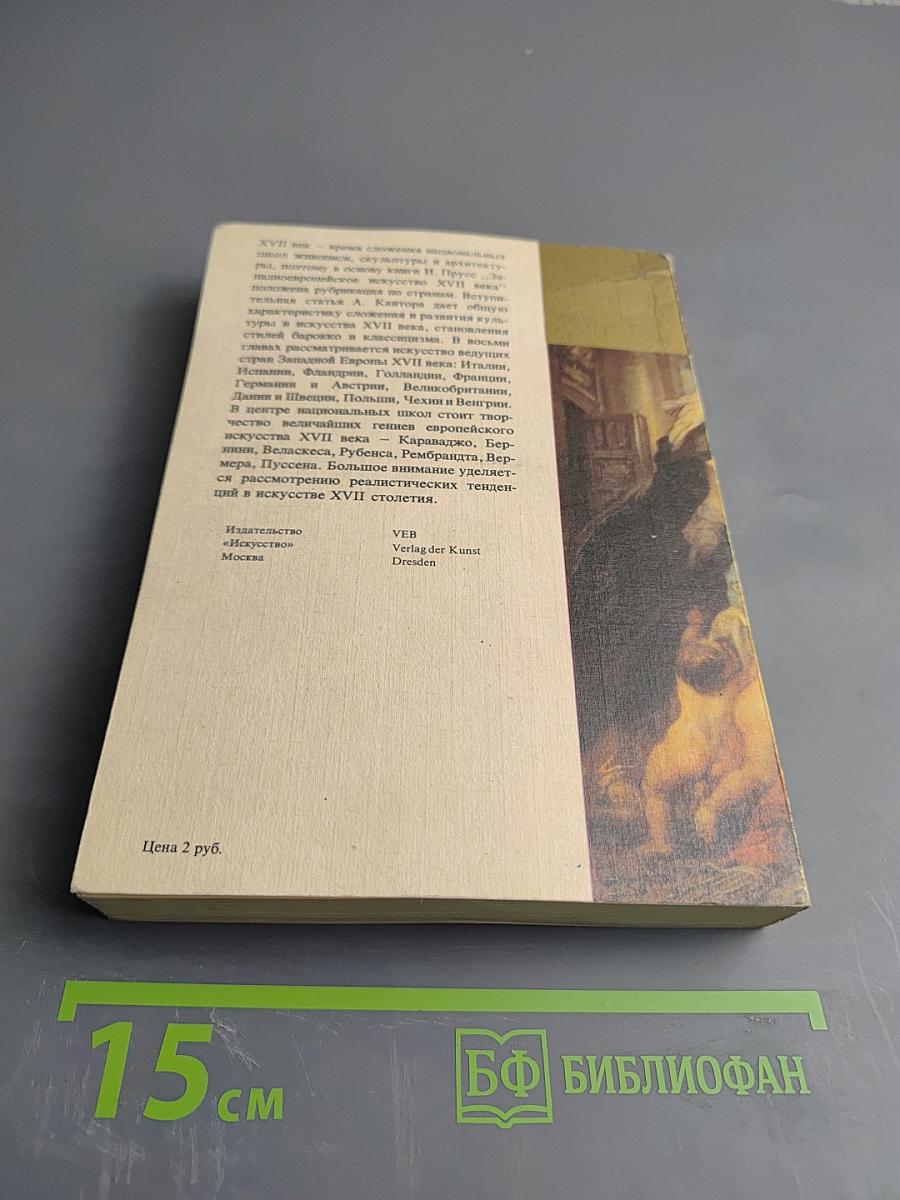 XVII век – время сложения национальных
школ живописи, скульптуры и архитекту-
ры, поэтому в основу книги И. Прусс „За-
падноевропейское искусство XVII века“
положена рубрикация по странам. Вступи-
тельная статья А. Кантора дает общую
характеристику сложения и развития куль-
туры и искусства XVII века, становления
стилей барокко и классицизма. В восьми
главах рассматривается искусство ведущих
стран Западной Европы XVII века: Италии,
Испании, Фландрии, Голландии, Франции,
Германии и Австрии, Великобритании,
Дании и Швеции, Польши, Чехии и Венгрии.
В центре национальных школ стоит твор-
чество величайших гениев европейского
искусства XVII века – Караваджо, Бер-
нини, Веласкеса, Рубенса, Рембрандта, Вер-
мера, Пуссена. Большое внимание уделяет-
ся рассмотрению реалистических тенден-
ций в искусстве XVII столетия.
Издательство
«Искусство»
Москва
VEB
Verlag der Kunst
Dresden
Цена 2 руб.
15 см
БФ БИБЛИОФАН